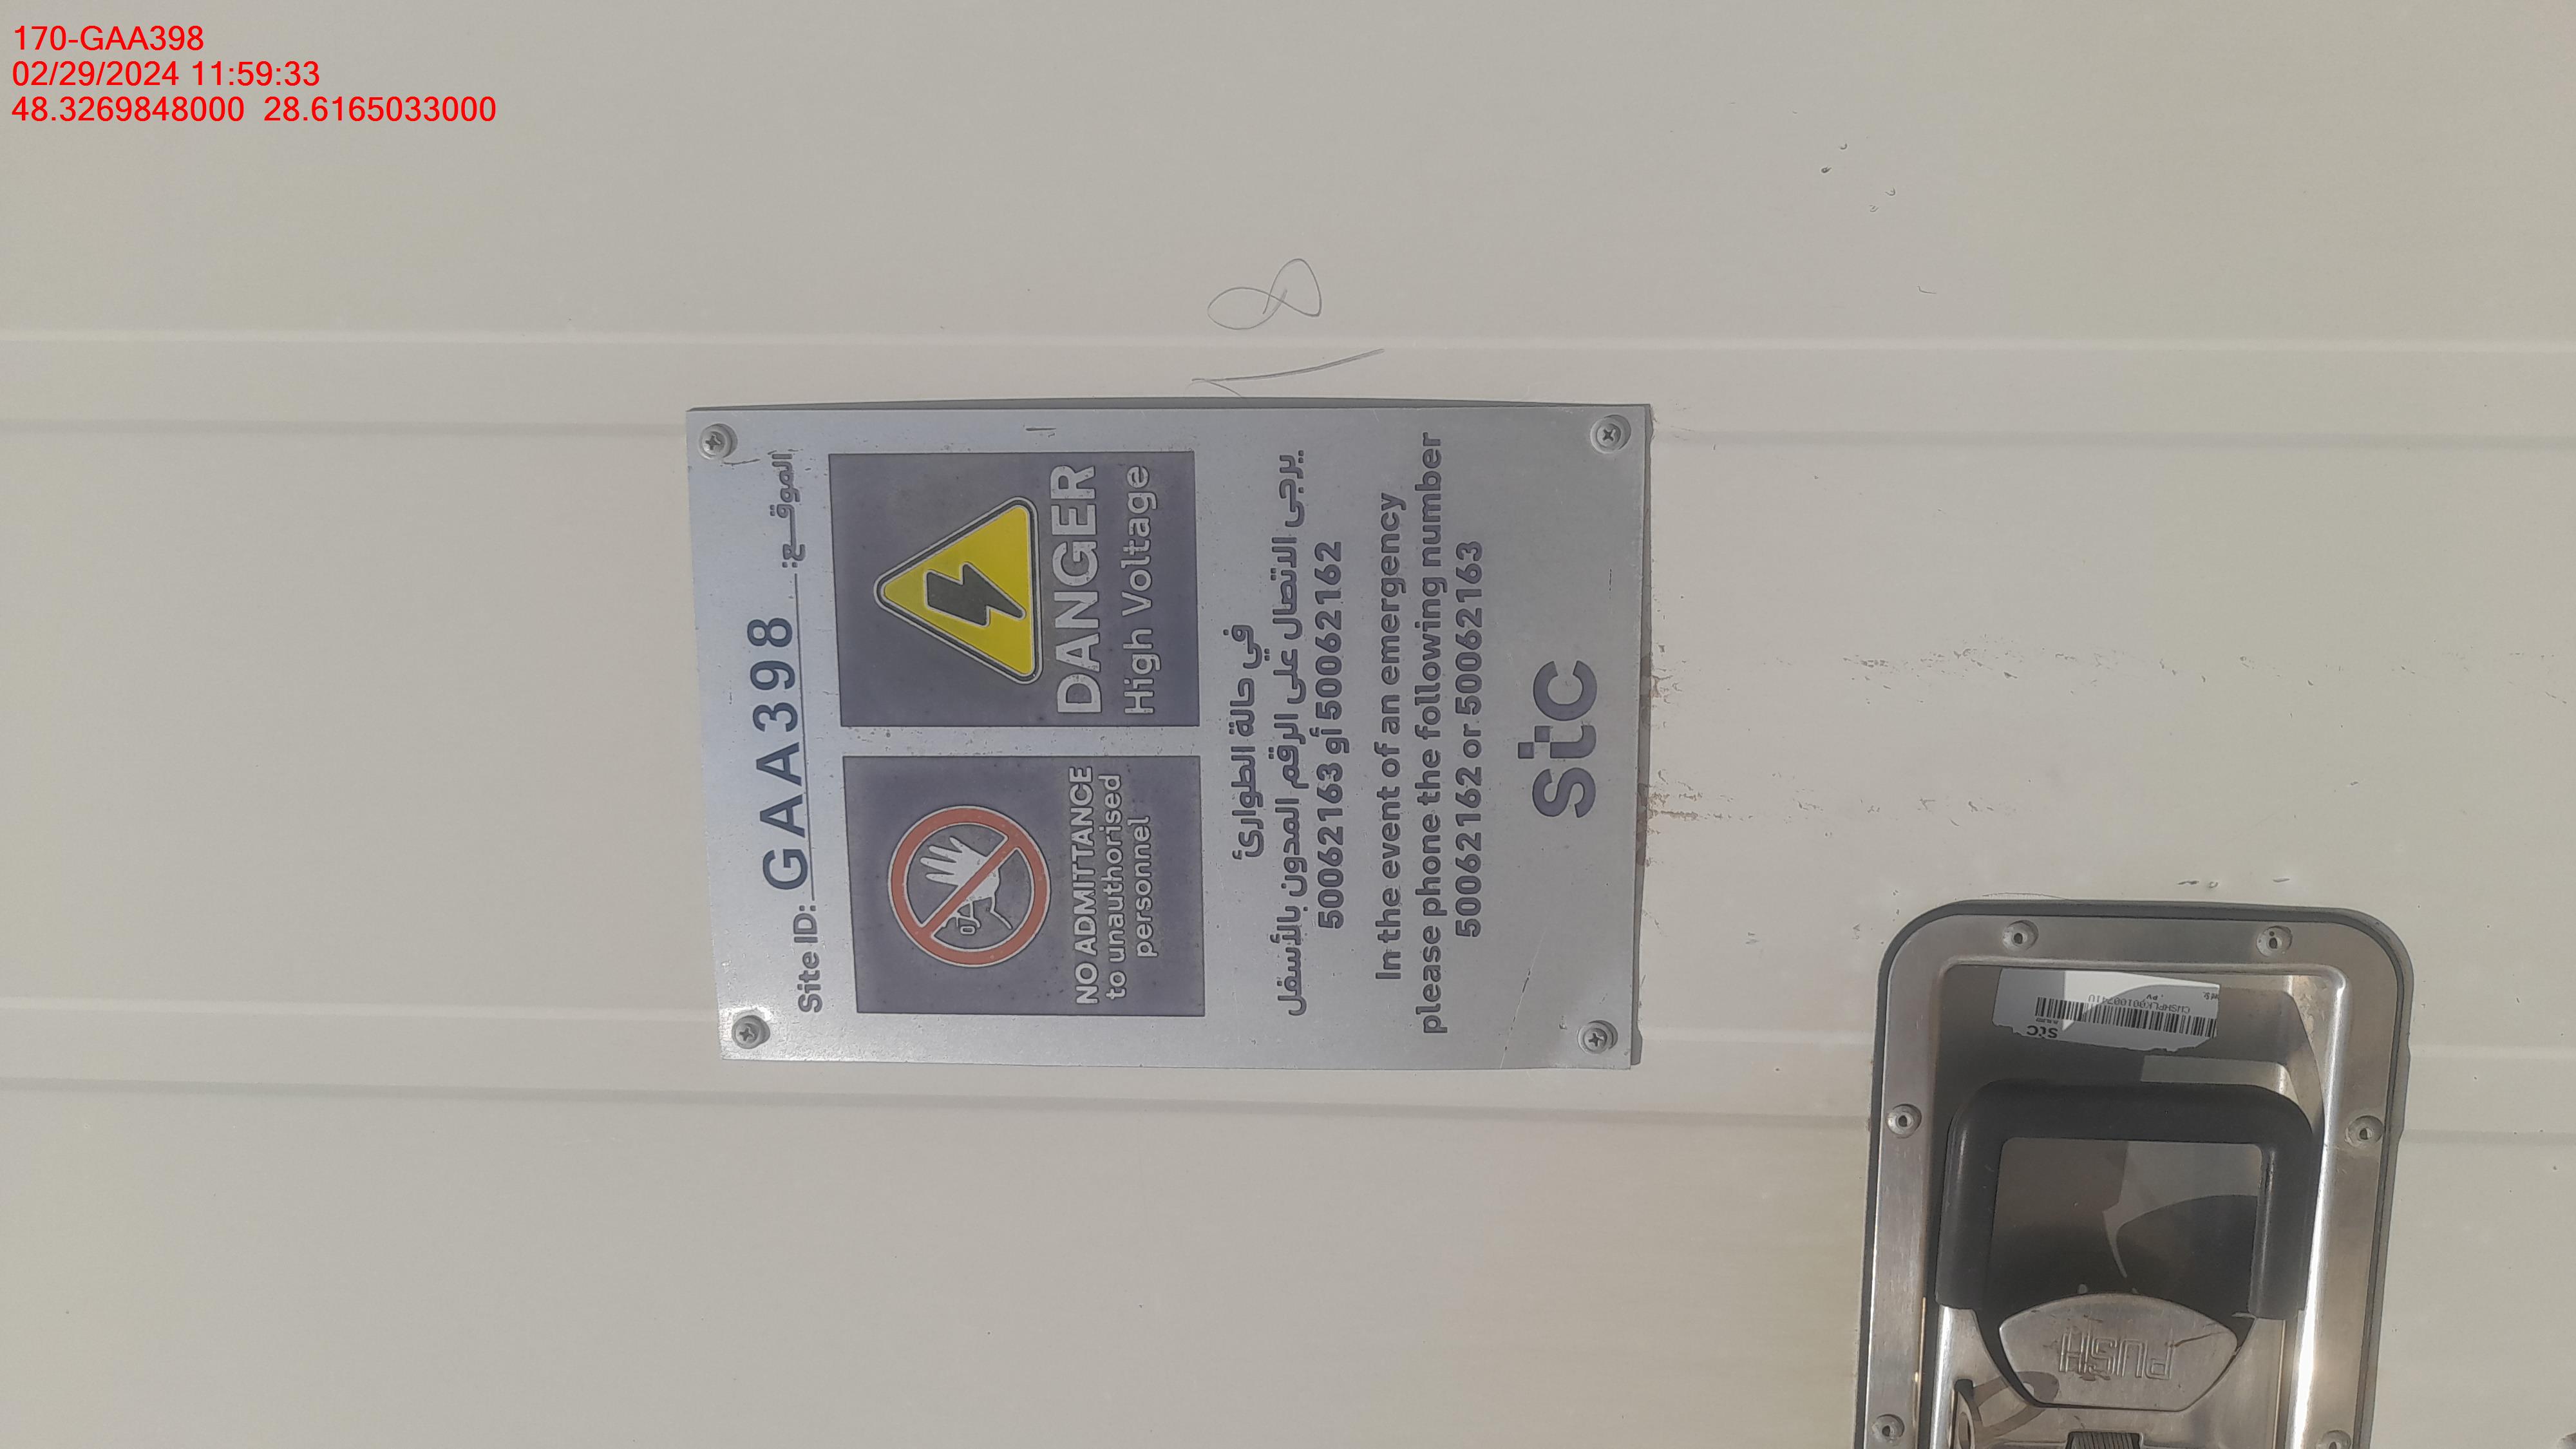 170-GAA398
02/29/2024 11:59:33
48.3269848000 28.6165033000
Site ID: GAA398 الموقــع:
NO ADMITTANCE
to unauthorised
personnel
DANGER
High Voltage
في حالة الطوارئ
يرجى الاتصال على الرقم المدون بالأسفل
50062163 أو 50062162
In the event of an emergency
please phone the following number
50062162 or 50062163
stc
stc
PUSH